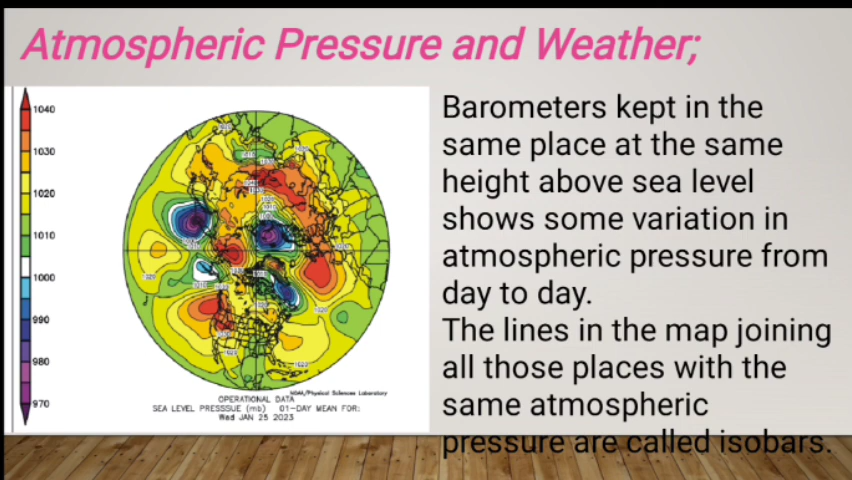 Atmospheric Pressure and Weather;
1040
1030
1020
1010
1000
990
980
970
Barometers kept in the
same place at the same
height above sea level
shows some variation in
atmospheric pressure from
day to day.
The lines in the map joining
all those places with the
same atmospheric
pressure are called isobars.
NOAA/Physical Sciences Laboratory
OPERATIONAL DATA
SEA LEVEL PRESSSUE (mb) 01-DAY MEAN FOR:
Wed JAN 25 2023